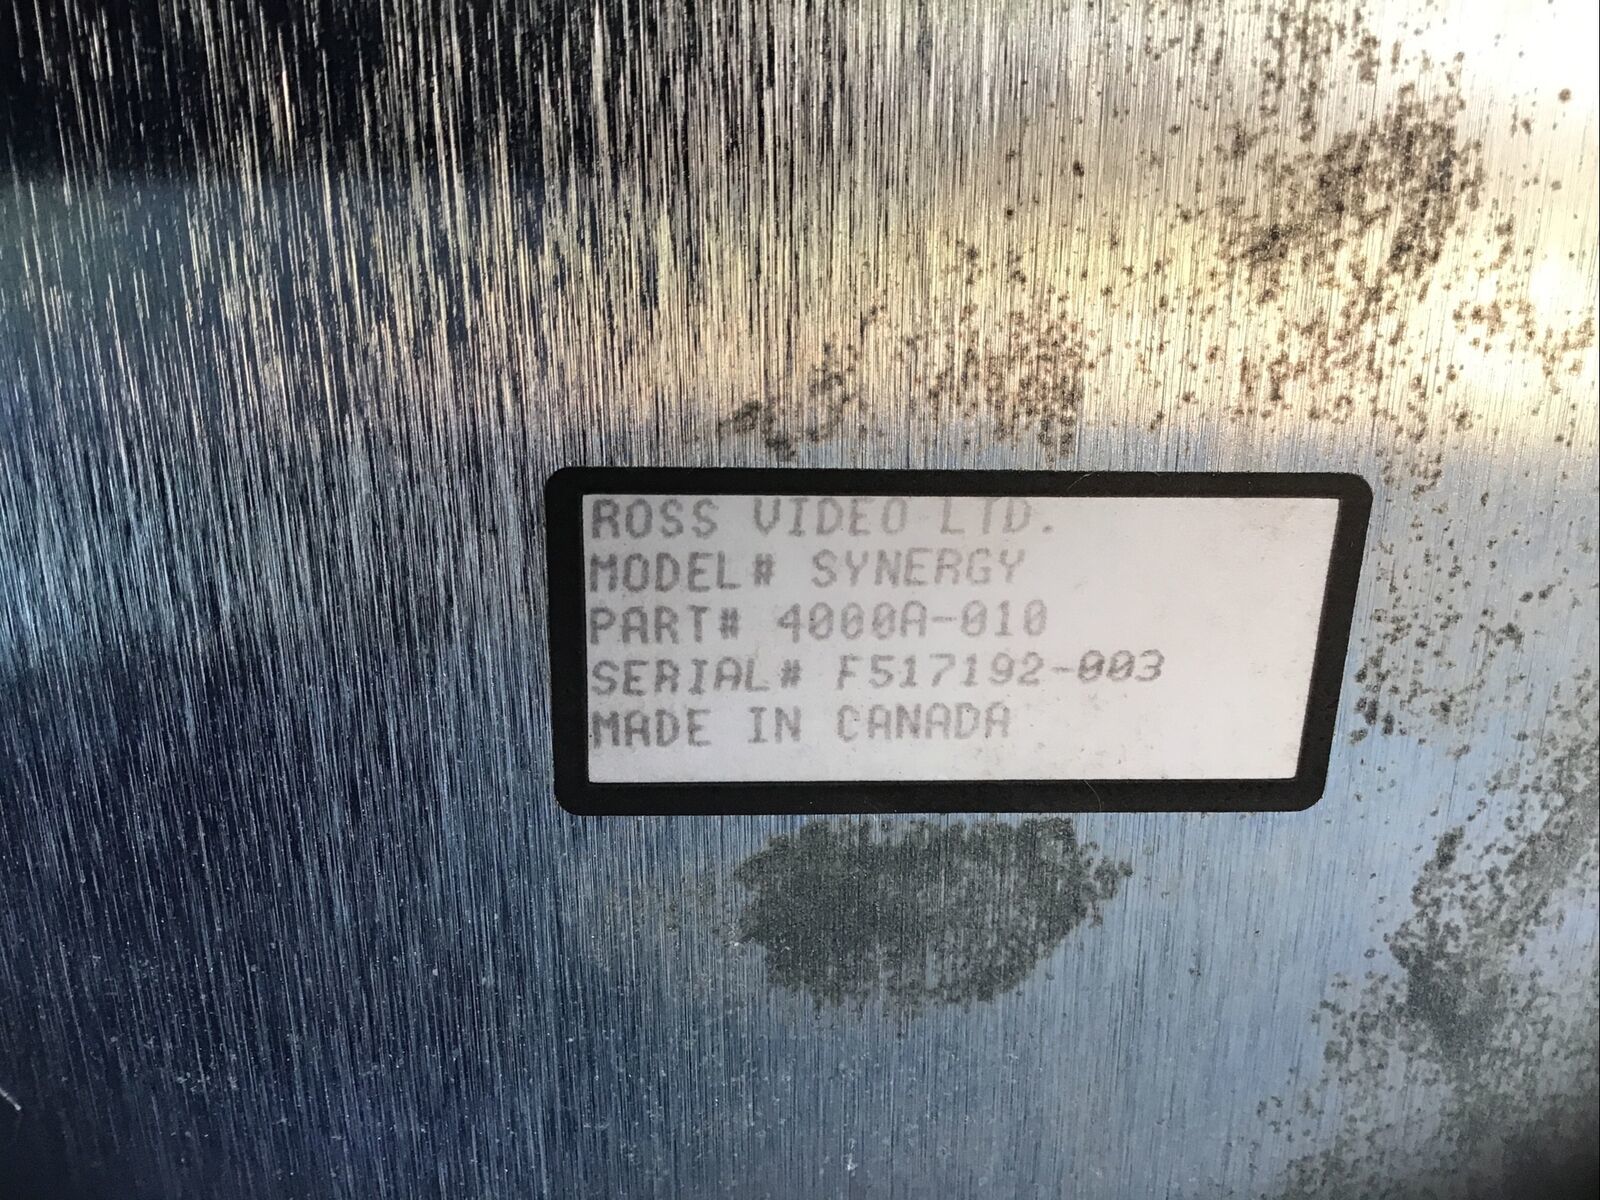 ROSS VIDEO LTD.
MODEL# SYNERGY
PART# 4000A-010
SERIAL# F517192-003
MADE IN CANADA